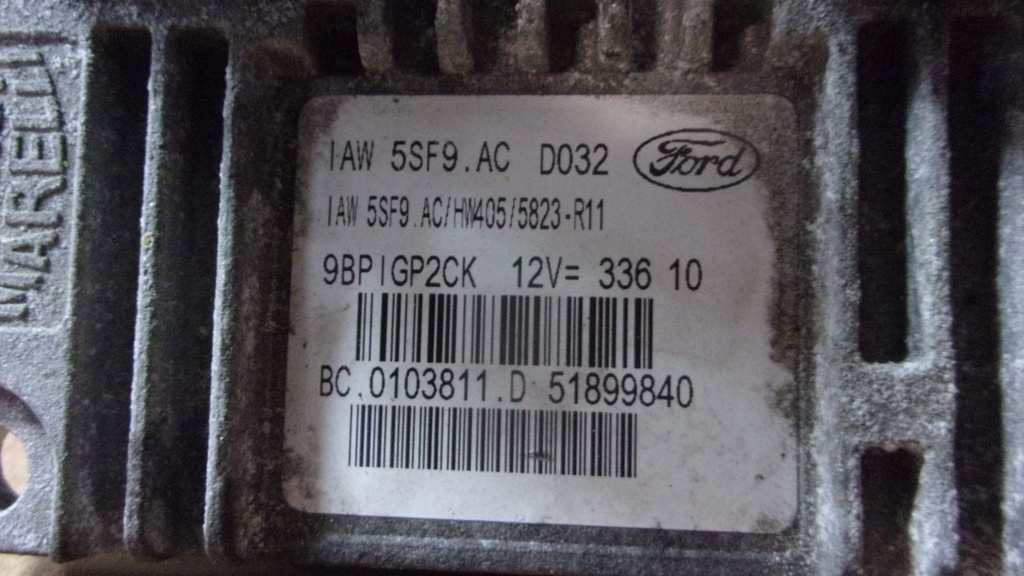 MARELLI
IAW 5SF9.AC D032 Ford
IAW 5SF9.AC/HW405/5823-R11
9BPIGP2CK 12V= 336 10
BC.0103811.D 51899840